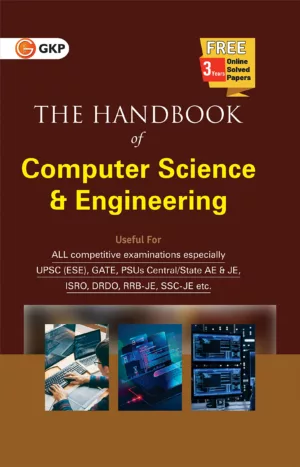 GKP
FREE
3 Years
Online
Solved
Papers
THE HANDBOOK
of
Computer Science
& Engineering
Useful For
ALL competitive examinations especially
UPSC (ESE), GATE, PSUs Central/State AE & JE,
ISRO, DRDO, RRB-JE, SSC-JE etc.